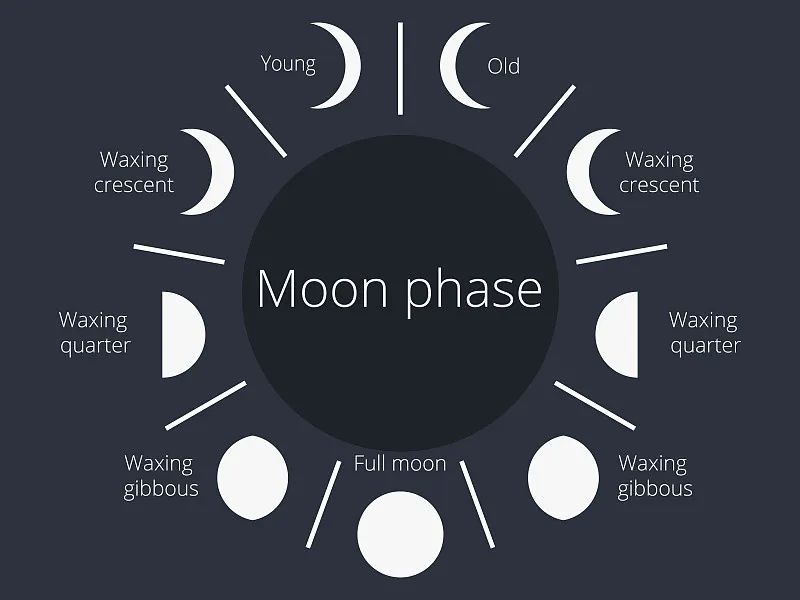 Young
Old
Waxing
crescent
Waxing
crescent
Moon phase
Waxing
quarter
Waxing
quarter
Waxing
gibbous
Full moon
Waxing
gibbous